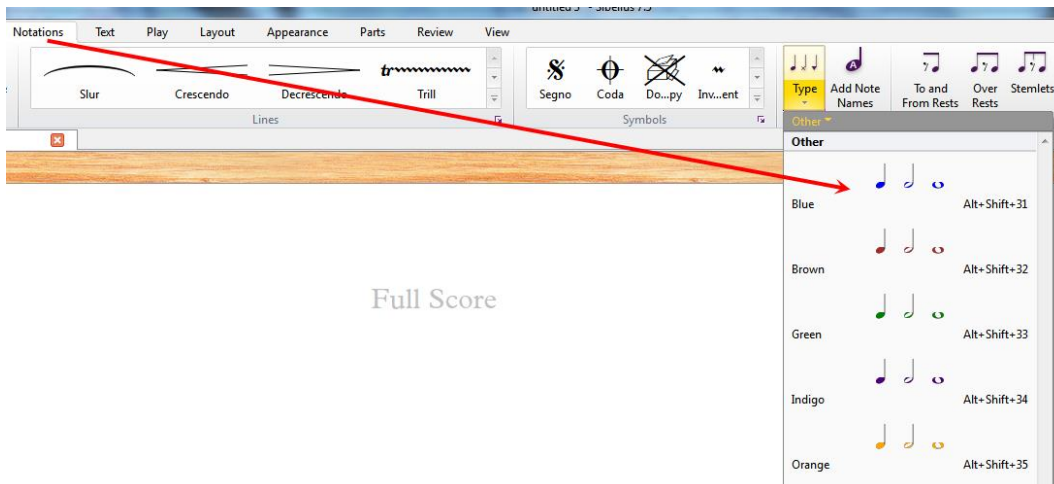 untitled 5 - Sibelius 7.5
Notations Text Play Layout Appearance Parts Review View
Slur Crescendo Decrescendo Trill
Segno Coda Do...py Inv...ent
Type Add Note Names To and From Rests Over Rests Stemlets
Lines
Symbols
Other
Other
Blue Alt+Shift+31
Brown Alt+Shift+32
Full Score
Green Alt+Shift+33
Indigo Alt+Shift+34
Orange Alt+Shift+35